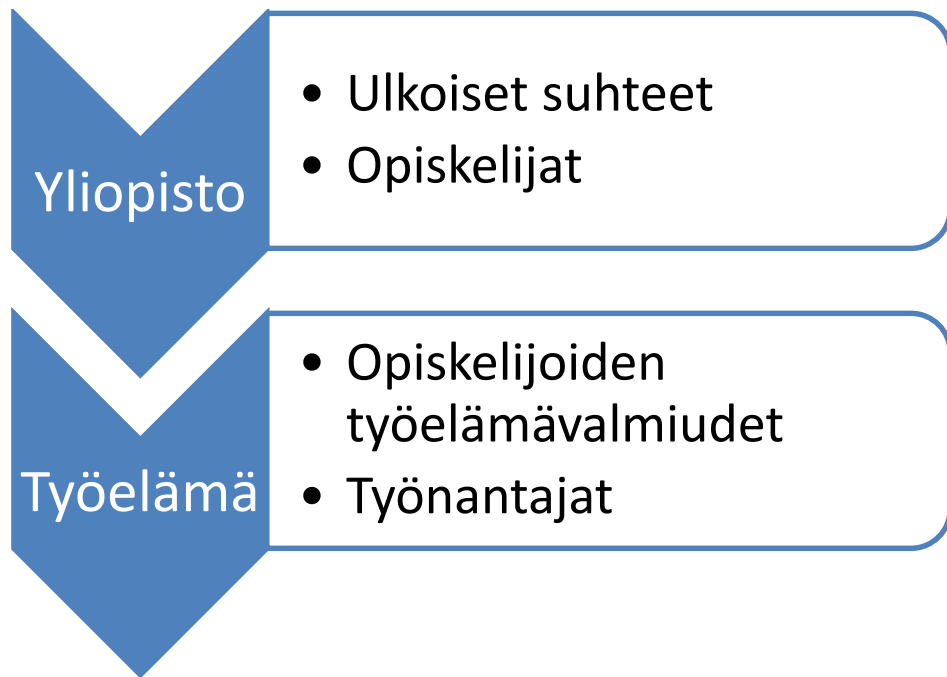 Yliopisto
• Ulkoiset suhteet
• Opiskelijat
Työelämä
• Opiskelijoiden
työelämävalmiudet
• Työnantajat